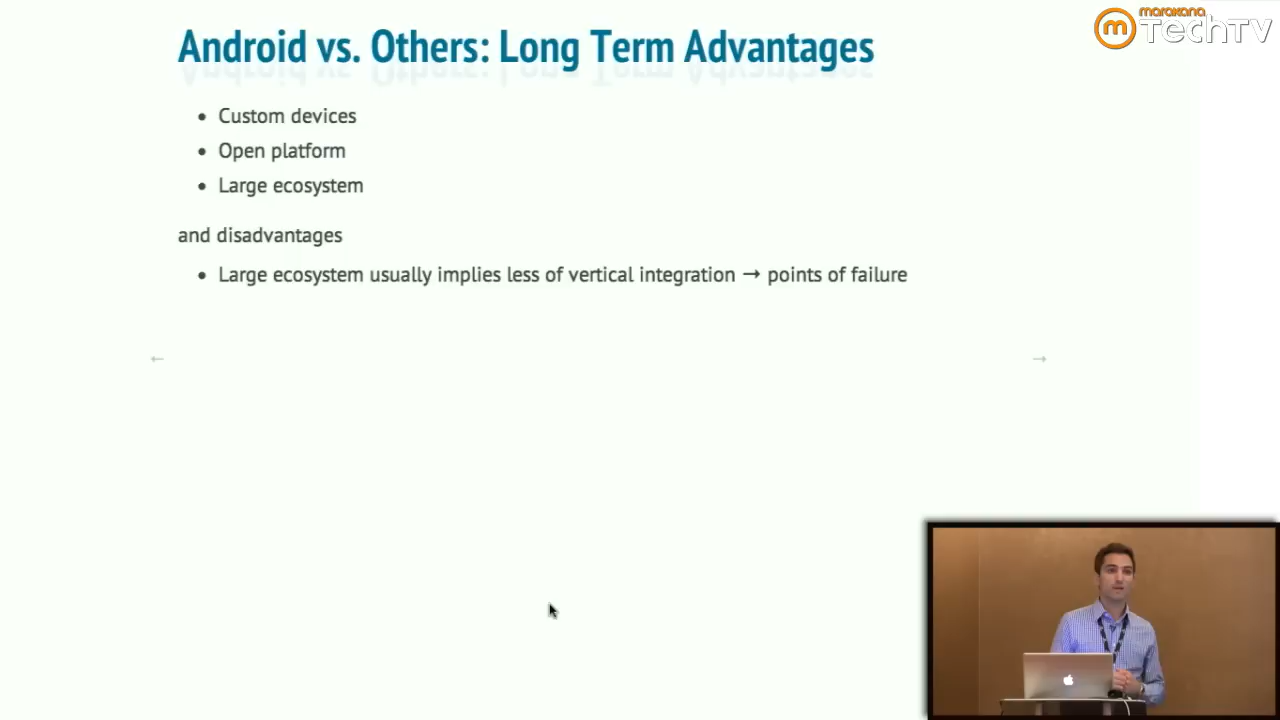 marakana
TechTV
Android vs. Others: Long Term Advantages
• Custom devices
• Open platform
• Large ecosystem
and disadvantages
• Large ecosystem usually implies less of vertical integration → points of failure
← →